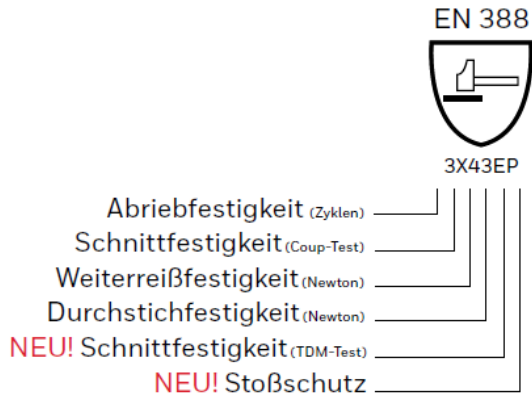 EN 388
3X43EP
Abriebfestigkeit (Zyklen)
Schnittfestigkeit (Coup-Test)
Weiterreißfestigkeit (Newton)
Durchstichfestigkeit (Newton)
NEU! Schnittfestigkeit (TDM-Test)
NEU! Stoßschutz